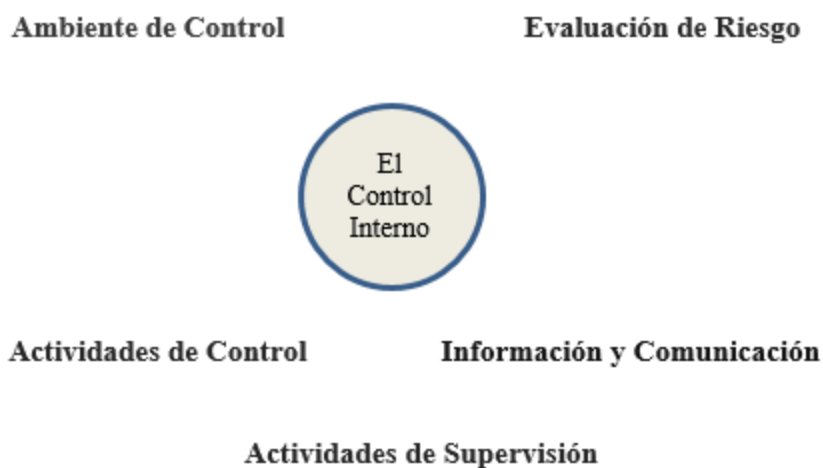 Ambiente de Control
Evaluación de Riesgo
El
Control
Interno
Actividades de Control
Información y Comunicación
Actividades de Supervisión